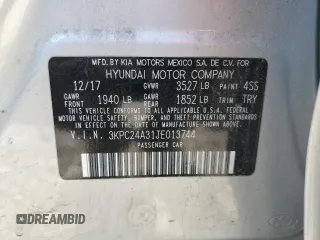 MFD. BY KIA MOTORS MEXICO S.A. DE C.V. FOR
HYUNDAI MOTOR COMPANY
12/17 GVWR 3527 LB PAINT 4SS
GAWR FRONT 1940 LB GAWR REAR 1852 LB TRIM TRY
THIS VEHICLE CONFORMS TO ALL APPLICABLE
FEDERAL MOTOR VEHICLE SAFETY, BUMPER, AND
THEFT PREVENTION STANDARDS IN EFFECT ON
THE DATE OF MANUFACTURE SHOWN ABOVE.
V.I.N. 3KPC24A31JE013744
PASSENGER CAR
© DREAMBID